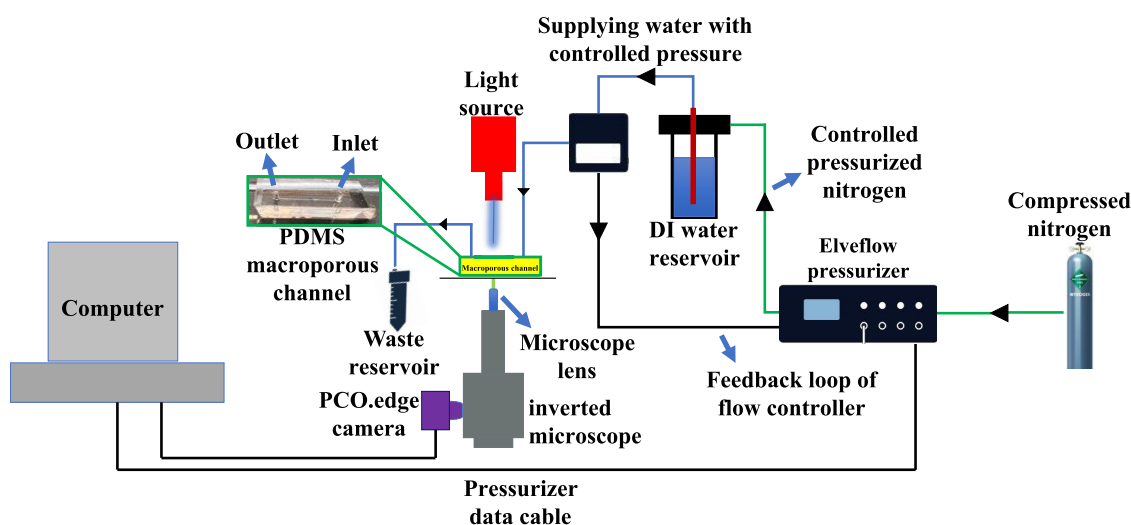 Supplying water with
controlled pressure
Light
source
Outlet
Inlet
Controlled
pressurized
nitrogen
Compressed
nitrogen
PDMS
macroporous
channel
DI water
reservoir
Elveflow
pressurizer
Macroporous channel
Computer
Waste
reservoir
Microscope
lens
Feedback loop of
flow controller
PCO.edge
camera
inverted
microscope
Pressurizer
data cable